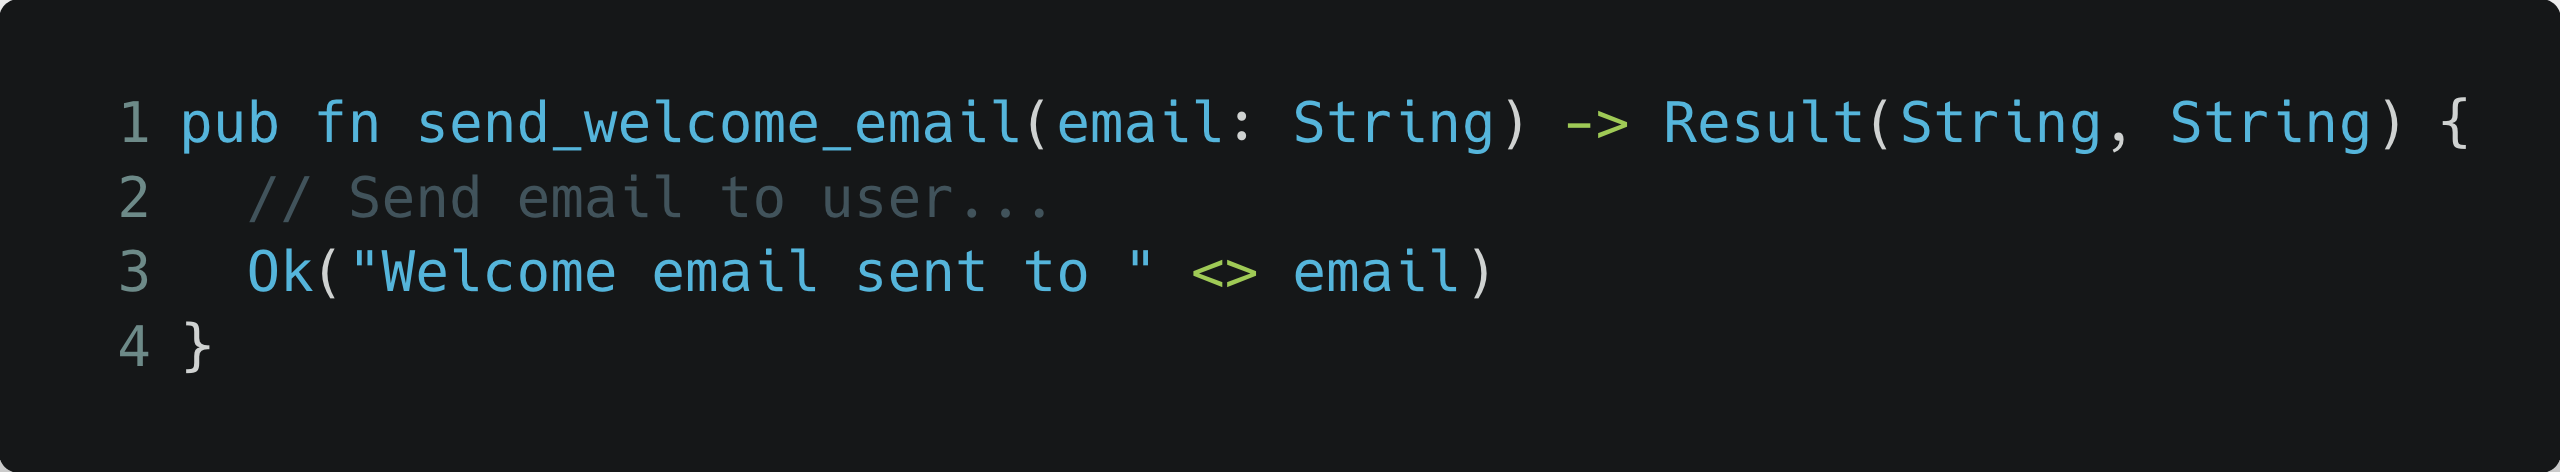 1 pub fn send_welcome_email(email: String) -> Result(String, String) {
2   // Send email to user...
3   Ok("Welcome email sent to " <> email)
4 }